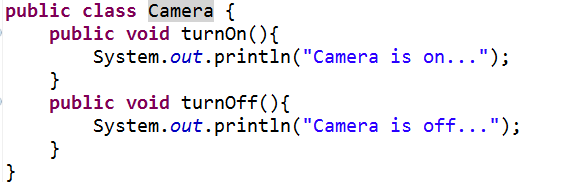 public class Camera {
    public void turnOn(){
        System.out.println("Camera is on...");
    }
    public void turnOff(){
        System.out.println("Camera is off...");
    }
}